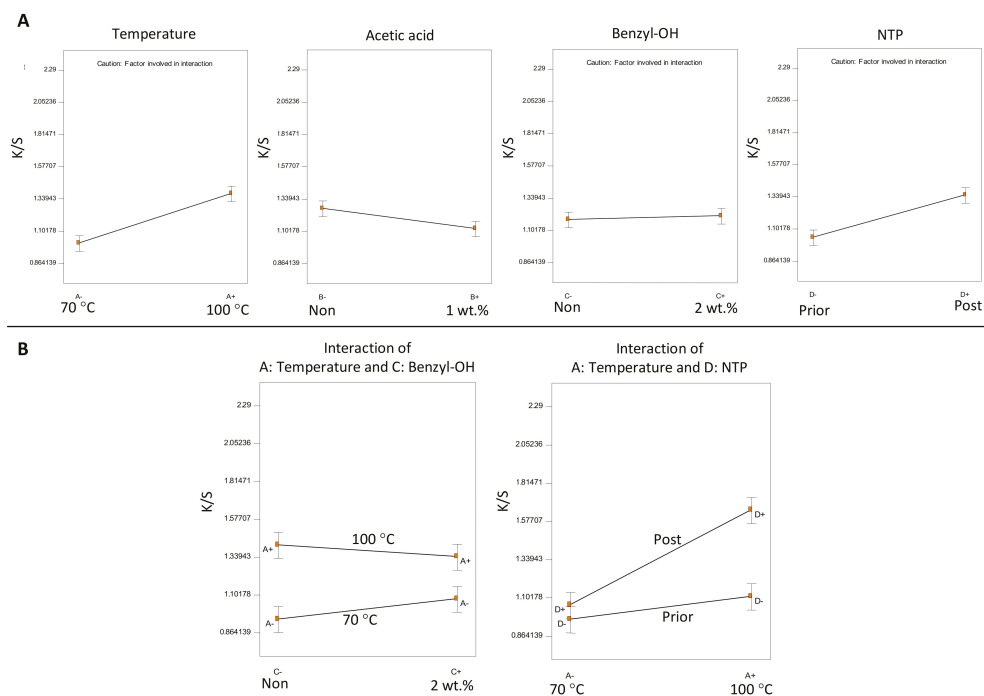 A
Temperature
Acetic acid
Benzyl-OH
NTP
Caution: Factor involved in interaction
Caution: Factor involved in interaction
Caution: Factor involved in interaction
K/S
2.29
2.05236
1.81471
1.57707
1.33943
1.10178
0.864139
K/S
2.29
2.05236
1.81471
1.57707
1.33943
1.10178
0.864139
K/S
2.29
2.05236
1.81471
1.57707
1.33943
1.10178
0.864139
K/S
2.29
2.05236
1.81471
1.57707
1.33943
1.10178
0.864139
A- A+
70 °C 100 °C
B- B+
Non 1 wt.%
C- C+
Non 2 wt.%
D- D+
Prior Post
B
Interaction of
A: Temperature and C: Benzyl-OH
K/S
2.29
2.05236
1.81471
1.57707
1.33943
1.10178
0.864139
100 °C
A+ A+
70 °C
A- A-
C- C+
Non 2 wt.%
Interaction of
A: Temperature and D: NTP
K/S
2.29
2.05236
1.81471
1.57707
1.33943
1.10178
0.864139
Post
D+ D+
Prior
D- D-
A- A+
70 °C 100 °C